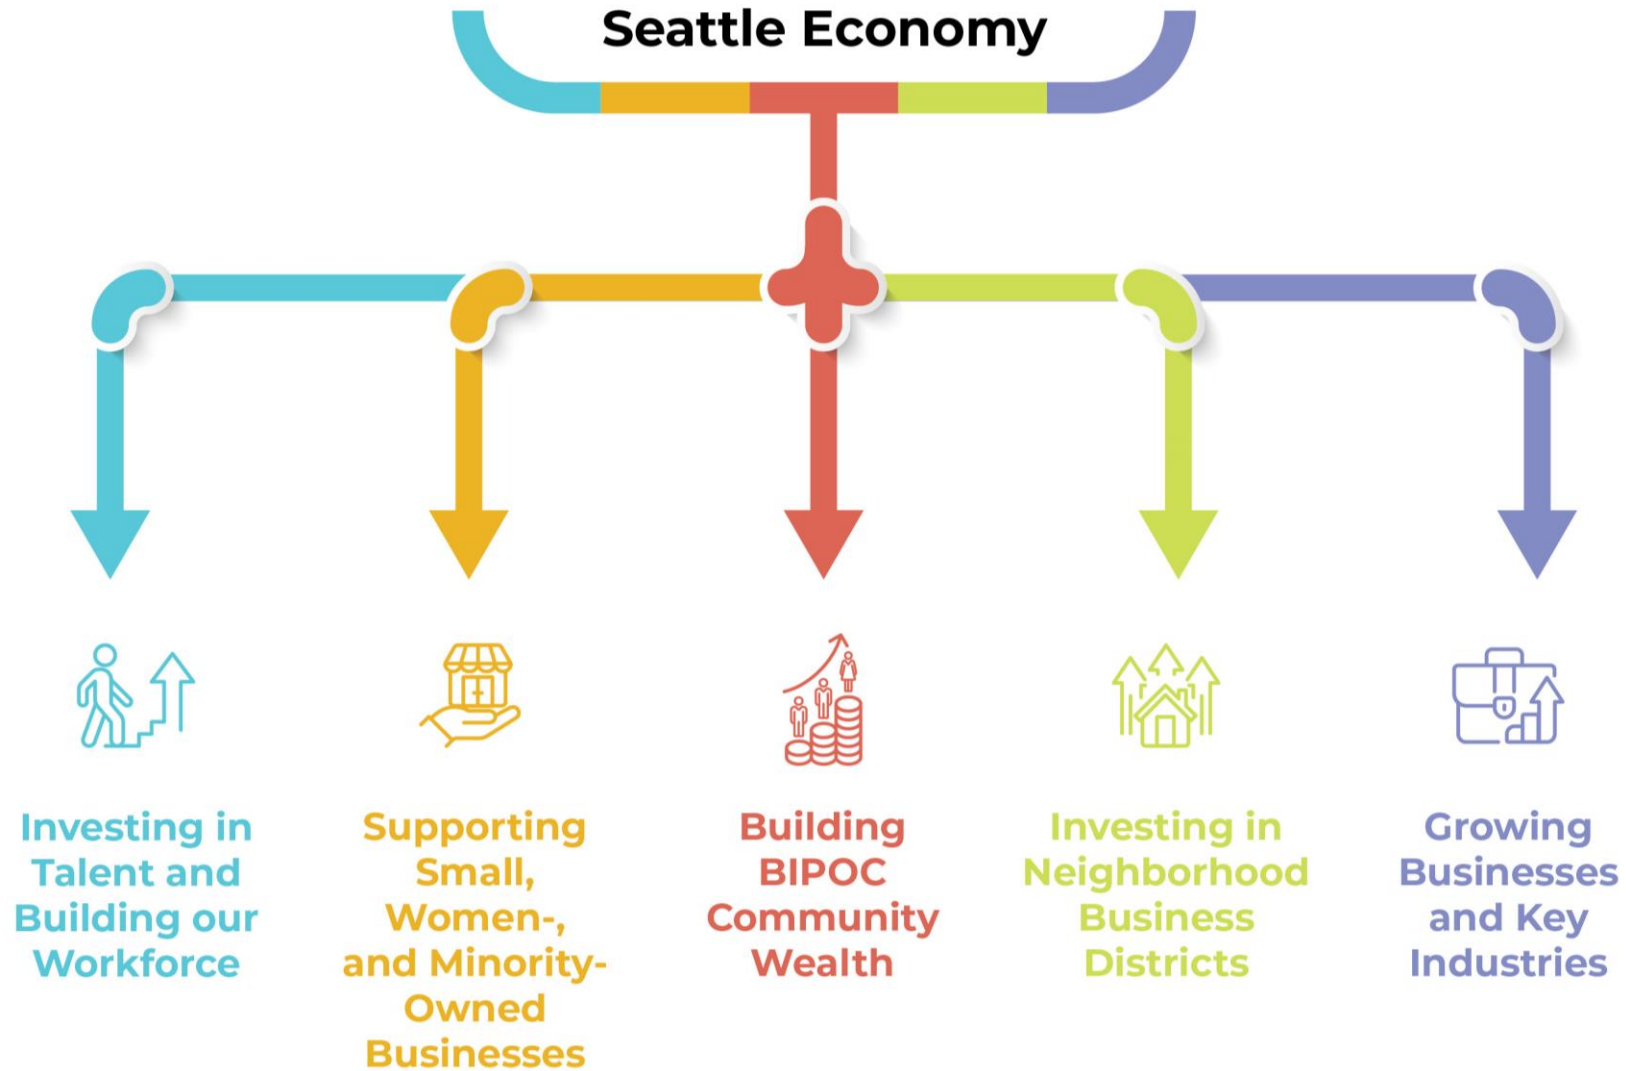 Seattle Economy
Investing in
Talent and
Building our
Workforce
Supporting
Small,
Women-,
and Minority-
Owned
Businesses
Building
BIPOC
Community
Wealth
Investing in
Neighborhood
Business
Districts
Growing
Businesses
and Key
Industries